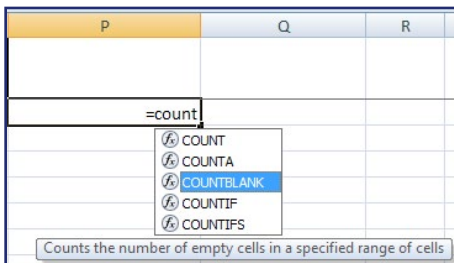 P Q R
=count
COUNT
COUNTA
COUNTBLANK
COUNTIF
COUNTIFS
Counts the number of empty cells in a specified range of cells